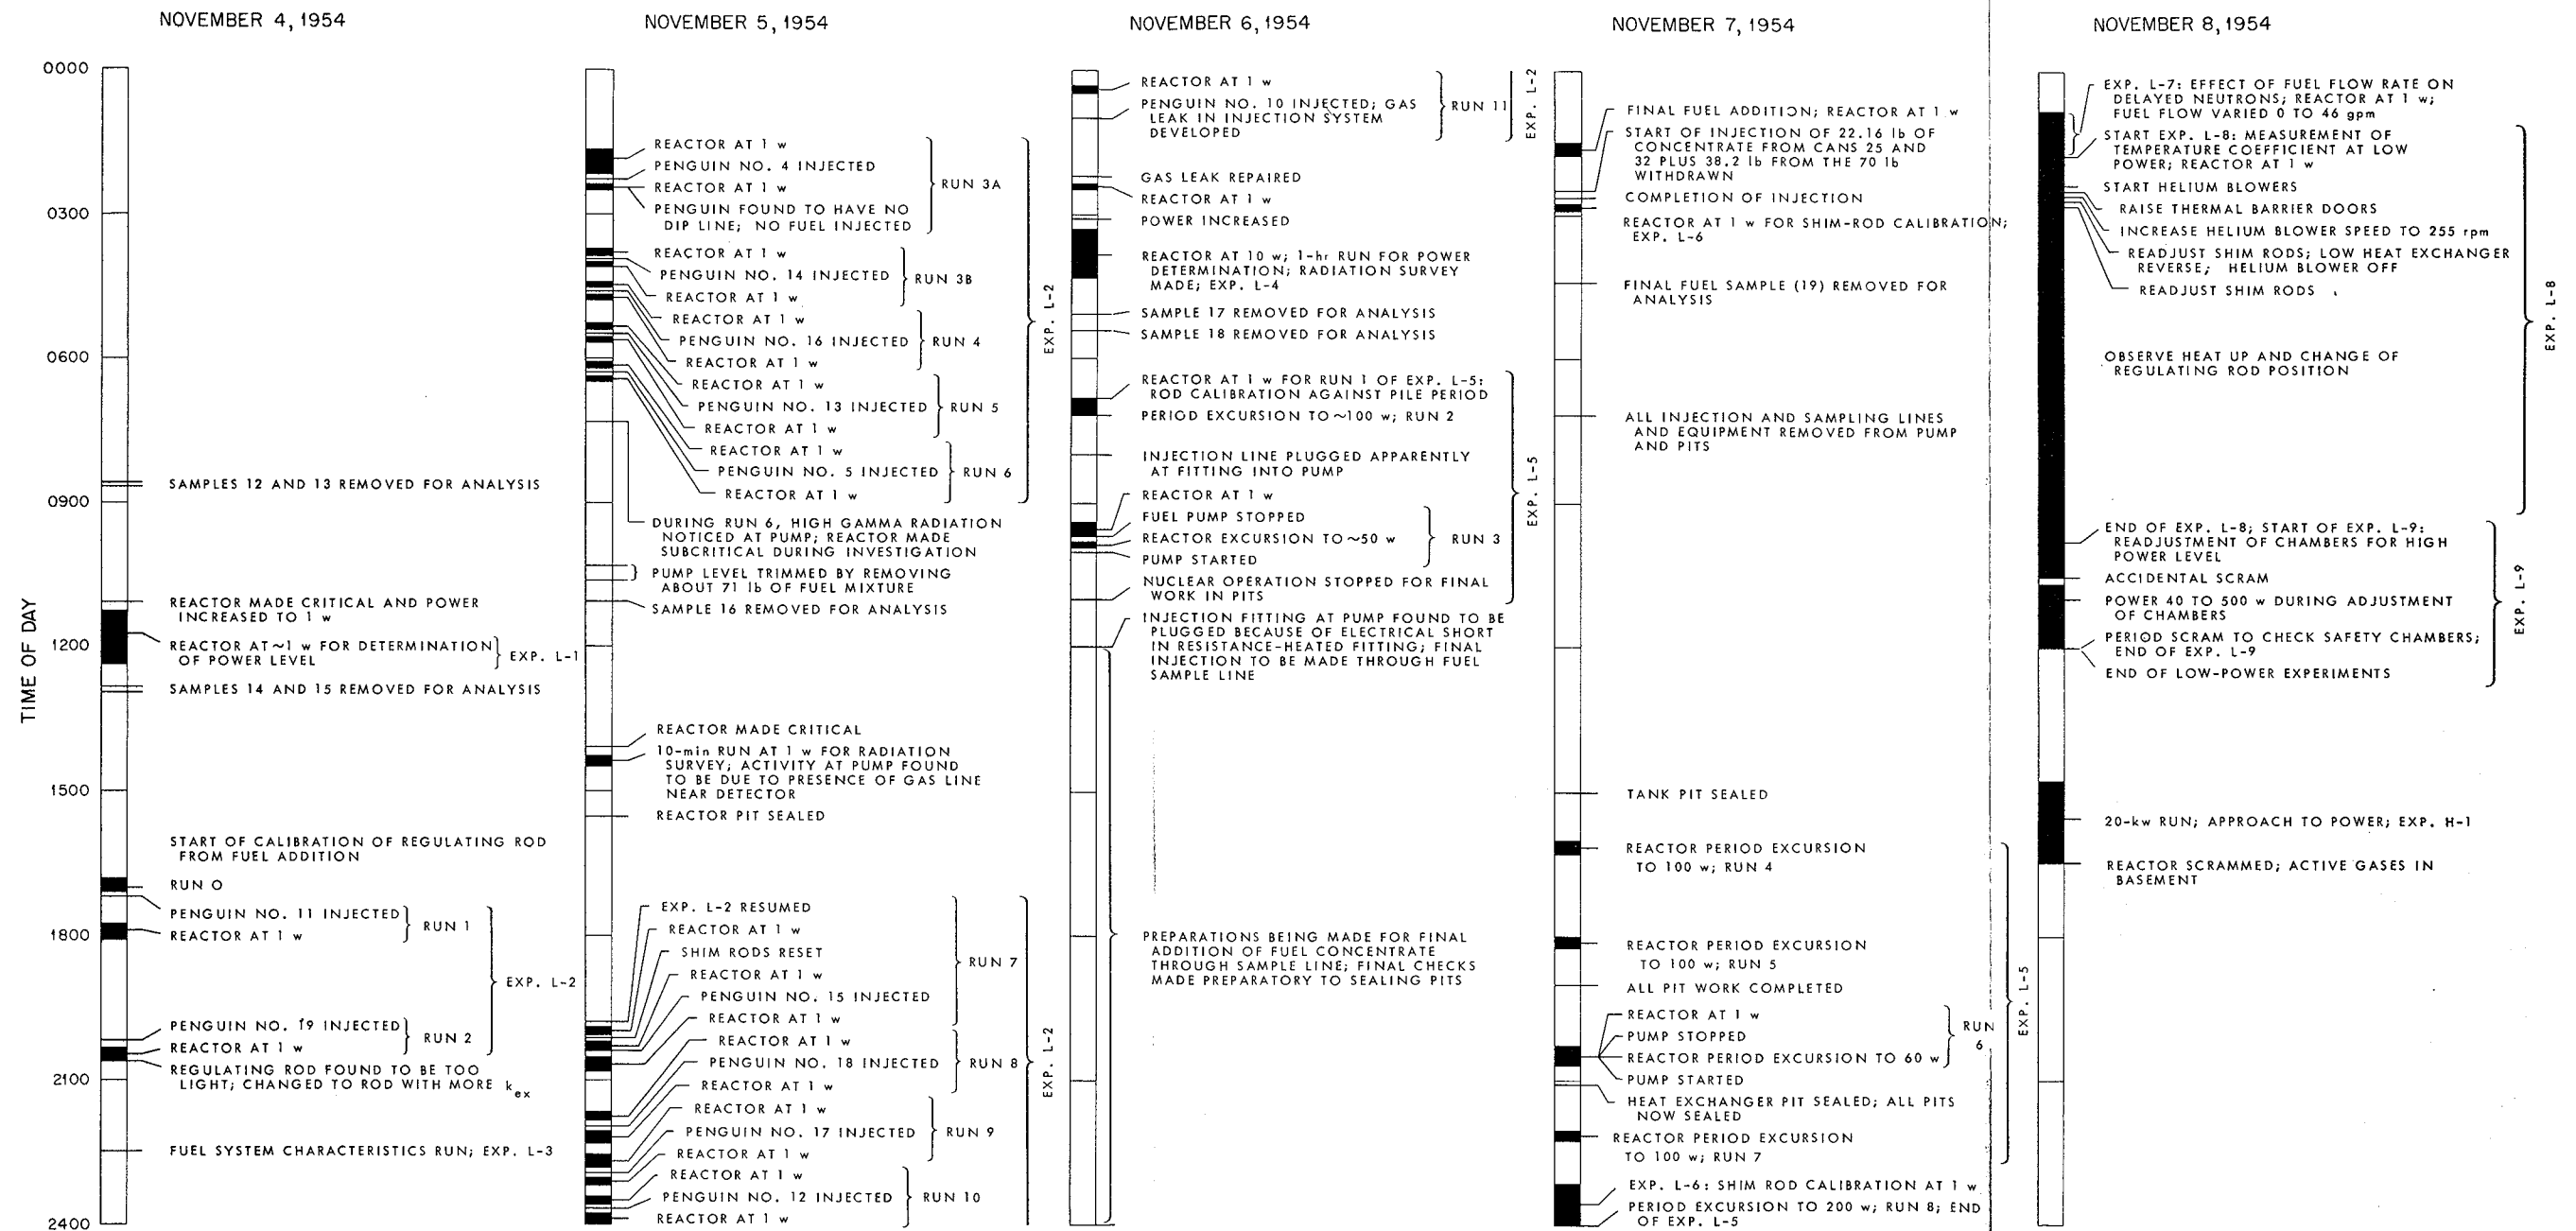 NOVEMBER 4, 1954
TIME OF DAY
0000
0300
0600
0900
1200
1500
1800
2100
2400
SAMPLES 12 AND 13 REMOVED FOR ANALYSIS
REACTOR MADE CRITICAL AND POWER
INCREASED TO 1 w
REACTOR AT ~1 w FOR DETERMINATION
OF POWER LEVEL
EXP. L-1
SAMPLES 14 AND 15 REMOVED FOR ANALYSIS
START OF CALIBRATION OF REGULATING ROD
FROM FUEL ADDITION
RUN O
PENGUIN NO. 11 INJECTED
REACTOR AT 1 w
RUN 1
EXP. L-2
PENGUIN NO. 19 INJECTED
REACTOR AT 1 w
RUN 2
REGULATING ROD FOUND TO BE TOO
LIGHT; CHANGED TO ROD WITH MORE kex
FUEL SYSTEM CHARACTERISTICS RUN; EXP. L-3
NOVEMBER 5, 1954
REACTOR AT 1 w
PENGUIN NO. 4 INJECTED
REACTOR AT 1 w
PENGUIN FOUND TO HAVE NO
DIP LINE; NO FUEL INJECTED
RUN 3A
REACTOR AT 1 w
PENGUIN NO. 14 INJECTED
REACTOR AT 1 w
RUN 3B
REACTOR AT 1 w
PENGUIN NO. 16 INJECTED
REACTOR AT 1 w
RUN 4
REACTOR AT 1 w
PENGUIN NO. 13 INJECTED
REACTOR AT 1 w
RUN 5
REACTOR AT 1 w
PENGUIN NO. 5 INJECTED
REACTOR AT 1 w
RUN 6
EXP. L-2
DURING RUN 6, HIGH GAMMA RADIATION
NOTICED AT PUMP; REACTOR MADE
SUBCRITICAL DURING INVESTIGATION
PUMP LEVEL TRIMMED BY REMOVING
ABOUT 71 lb OF FUEL MIXTURE
SAMPLE 16 REMOVED FOR ANALYSIS
REACTOR MADE CRITICAL
10-min RUN AT 1 w FOR RADIATION
SURVEY; ACTIVITY AT PUMP FOUND
TO BE DUE TO PRESENCE OF GAS LINE
NEAR DETECTOR
REACTOR PIT SEALED
EXP. L-2 RESUMED
REACTOR AT 1 w
SHIM RODS RESET
REACTOR AT 1 w
PENGUIN NO. 15 INJECTED
REACTOR AT 1 w
RUN 7
REACTOR AT 1 w
PENGUIN NO. 18 INJECTED
REACTOR AT 1 w
RUN 8
REACTOR AT 1 w
PENGUIN NO. 17 INJECTED
REACTOR AT 1 w
RUN 9
REACTOR AT 1 w
PENGUIN NO. 12 INJECTED
REACTOR AT 1 w
RUN 10
EXP. L-2
NOVEMBER 6, 1954
REACTOR AT 1 w
PENGUIN NO. 10 INJECTED; GAS
LEAK IN INJECTION SYSTEM
DEVELOPED
RUN 11
EXP. L-2
GAS LEAK REPAIRED
REACTOR AT 1 w
POWER INCREASED
REACTOR AT 10 w; 1-hr RUN FOR POWER
DETERMINATION; RADIATION SURVEY
MADE; EXP. L-4
SAMPLE 17 REMOVED FOR ANALYSIS
SAMPLE 18 REMOVED FOR ANALYSIS
REACTOR AT 1 w FOR RUN 1 OF EXP. L-5:
ROD CALIBRATION AGAINST PILE PERIOD
PERIOD EXCURSION TO ~100 w; RUN 2
INJECTION LINE PLUGGED APPARENTLY
AT FITTING INTO PUMP
REACTOR AT 1 w
FUEL PUMP STOPPED
REACTOR EXCURSION TO ~50 w
PUMP STARTED
RUN 3
NUCLEAR OPERATION STOPPED FOR FINAL
WORK IN PITS
EXP. L-5
INJECTION FITTING AT PUMP FOUND TO BE
PLUGGED BECAUSE OF ELECTRICAL SHORT
IN RESISTANCE-HEATED FITTING; FINAL
INJECTION TO BE MADE THROUGH FUEL
SAMPLE LINE
PREPARATIONS BEING MADE FOR FINAL
ADDITION OF FUEL CONCENTRATE
THROUGH SAMPLE LINE; FINAL CHECKS
MADE PREPARATORY TO SEALING PITS
NOVEMBER 7, 1954
FINAL FUEL ADDITION; REACTOR AT 1 w
START OF INJECTION OF 22.16 lb OF
CONCENTRATE FROM CANS 25 AND
32 PLUS 38.2 lb FROM THE 70 lb
WITHDRAWN
COMPLETION OF INJECTION
REACTOR AT 1 w FOR SHIM-ROD CALIBRATION;
EXP. L-6
FINAL FUEL SAMPLE (19) REMOVED FOR
ANALYSIS
ALL INJECTION AND SAMPLING LINES
AND EQUIPMENT REMOVED FROM PUMP
AND PITS
TANK PIT SEALED
REACTOR PERIOD EXCURSION
TO 100 w; RUN 4
REACTOR PERIOD EXCURSION
TO 100 w; RUN 5
ALL PIT WORK COMPLETED
REACTOR AT 1 w
PUMP STOPPED
REACTOR PERIOD EXCURSION TO 60 w
PUMP STARTED
RUN
6
HEAT EXCHANGER PIT SEALED; ALL PITS
NOW SEALED
REACTOR PERIOD EXCURSION
TO 100 w; RUN 7
EXP. L-5
EXP. L-6: SHIM ROD CALIBRATION AT 1 w
PERIOD EXCURSION TO 200 w; RUN 8; END
OF EXP. L-5
NOVEMBER 8, 1954
EXP. L-7: EFFECT OF FUEL FLOW RATE ON
DELAYED NEUTRONS; REACTOR AT 1 w;
FUEL FLOW VARIED 0 TO 46 gpm
START EXP. L-8: MEASUREMENT OF
TEMPERATURE COEFFICIENT AT LOW
POWER; REACTOR AT 1 w
START HELIUM BLOWERS
RAISE THERMAL BARRIER DOORS
INCREASE HELIUM BLOWER SPEED TO 255 rpm
READJUST SHIM RODS; LOW HEAT EXCHANGER
REVERSE; HELIUM BLOWER OFF
READJUST SHIM RODS
OBSERVE HEAT UP AND CHANGE OF
REGULATING ROD POSITION
EXP. L-8
END OF EXP. L-8; START OF EXP. L-9:
READJUSTMENT OF CHAMBERS FOR HIGH
POWER LEVEL
ACCIDENTAL SCRAM
POWER 40 TO 500 w DURING ADJUSTMENT
OF CHAMBERS
PERIOD SCRAM TO CHECK SAFETY CHAMBERS;
END OF EXP. L-9
END OF LOW-POWER EXPERIMENTS
EXP. L-9
20-kw RUN; APPROACH TO POWER; EXP. H-1
REACTOR SCRAMMED; ACTIVE GASES IN
BASEMENT